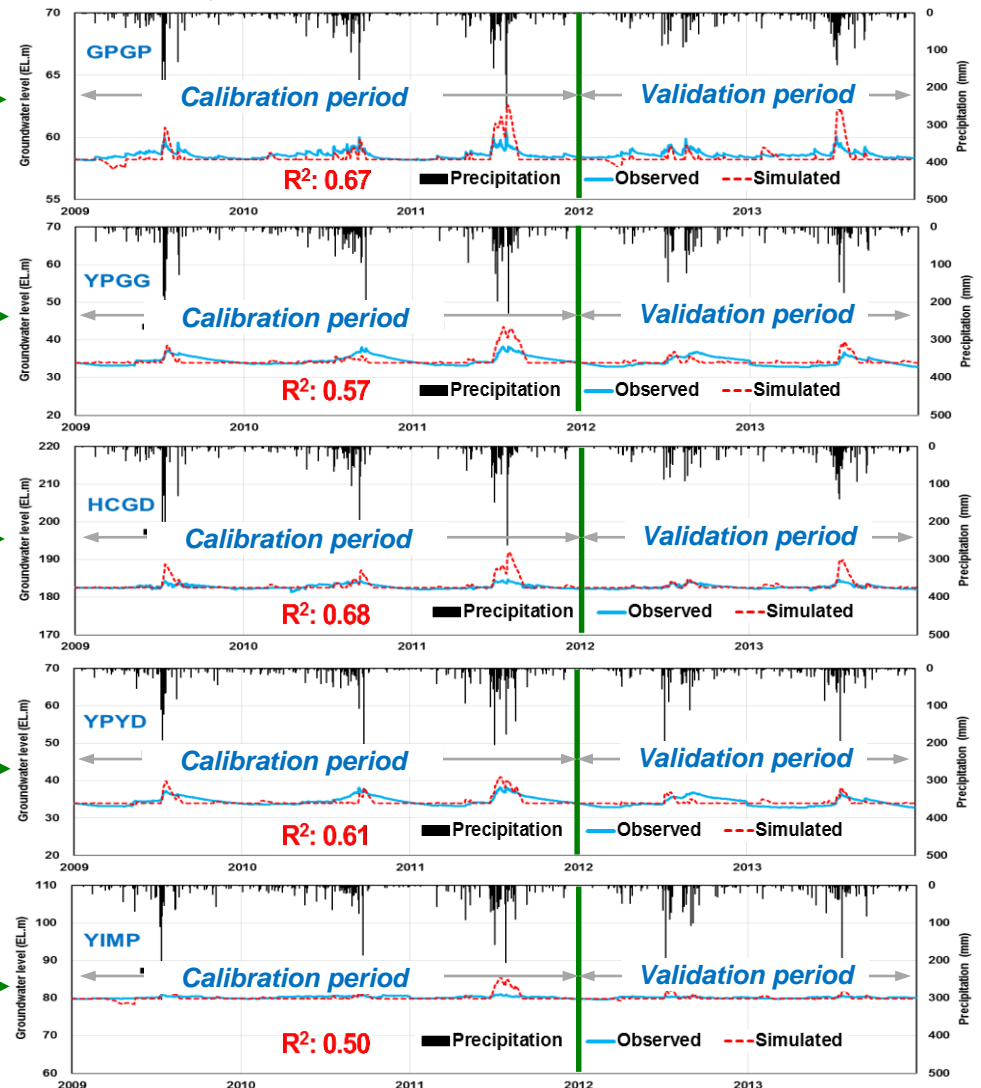 Groundwater level (EL.m)
70
65
60
55
GPGP
Calibration period
Validation period
R2: 0.67
Precipitation
Observed
Simulated
0
100
200
300
400
500
Precipitation (mm)
2009
2010
2011
2012
2013
Groundwater level (EL.m)
70
60
50
40
30
20
YPGG
Calibration period
Validation period
R2: 0.57
Precipitation
Observed
Simulated
0
100
200
300
400
500
Precipitation (mm)
2009
2010
2011
2012
2013
Groundwater level (EL.m)
220
210
200
190
180
170
HCGD
Calibration period
Validation period
R2: 0.68
Precipitation
Observed
Simulated
0
100
200
300
400
500
Precipitation (mm)
2009
2010
2011
2012
2013
Groundwater level (EL.m)
70
60
50
40
30
20
YPYD
Calibration period
Validation period
R2: 0.61
Precipitation
Observed
Simulated
0
100
200
300
400
500
Precipitation (mm)
2009
2010
2011
2012
2013
Groundwater level (EL.m)
110
100
90
80
70
60
YIMP
Calibration period
Validation period
R2: 0.50
Precipitation
Observed
Simulated
0
100
200
300
400
500
Precipitation (mm)
2009
2010
2011
2012
2013